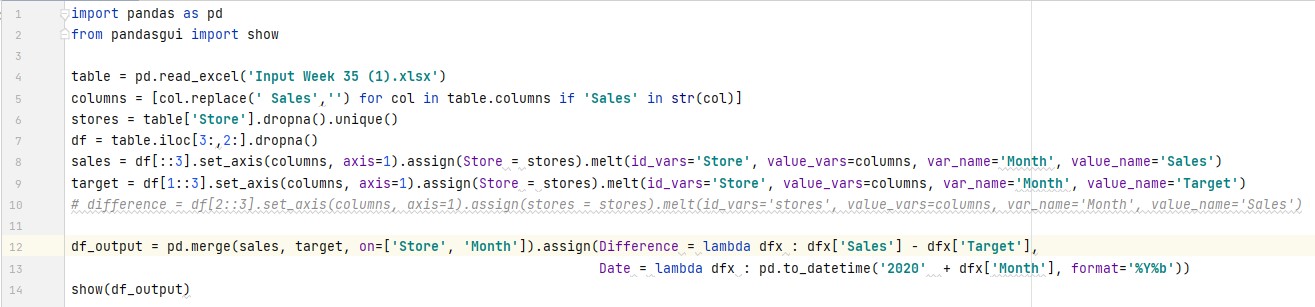 1 import pandas as pd
2 from pandasgui import show
3
4 table = pd.read_excel('Input Week 35 (1).xlsx')
5 columns = [col.replace(' Sales','') for col in table.columns if 'Sales' in str(col)]
6 stores = table['Store'].dropna().unique()
7 df = table.iloc[3:,2:].dropna()
8 sales = df[::3].set_axis(columns, axis=1).assign(Store = stores).melt(id_vars='Store', value_vars=columns, var_name='Month', value_name='Sales')
9 target = df[1::3].set_axis(columns, axis=1).assign(Store = stores).melt(id_vars='Store', value_vars=columns, var_name='Month', value_name='Target')
10 # difference = df[2::3].set_axis(columns, axis=1).assign(stores = stores).melt(id_vars='stores', value_vars=columns, var_name='Month', value_name='Sales')
11
12 df_output = pd.merge(sales, target, on=['Store', 'Month']).assign(Difference = lambda dfx : dfx['Sales'] - dfx['Target'],
13 Date = lambda dfx : pd.to_datetime('2020'  + dfx['Month'], format='%Y%b'))
14 show(df_output)